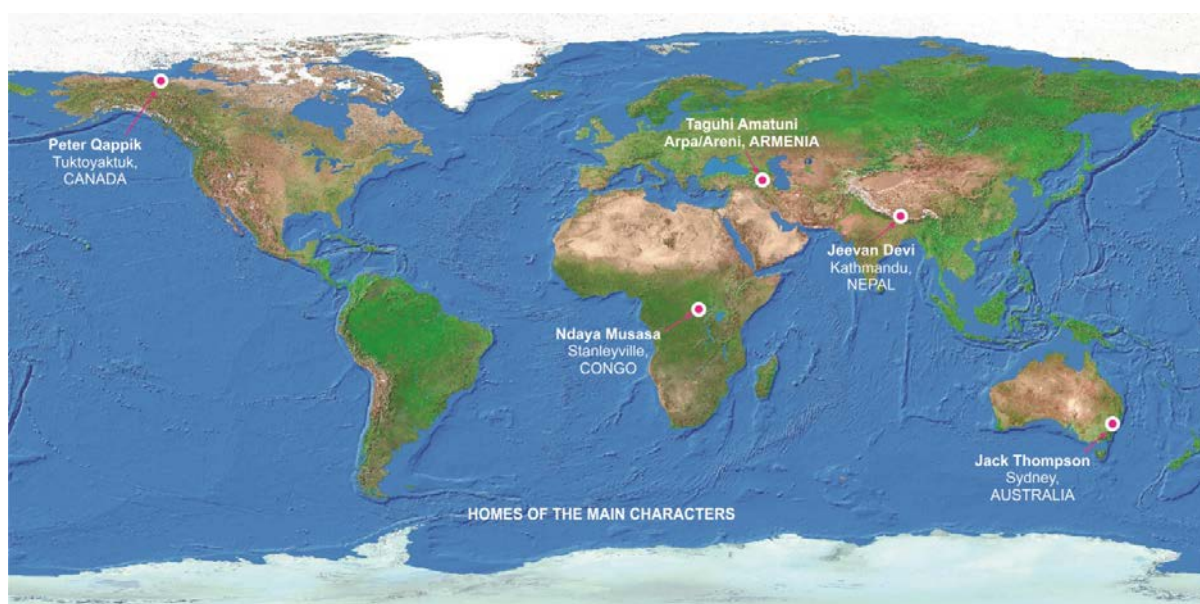 Peter Qappik
Tuktoyaktuk,
CANADA
Taguhi Amatuni
Arpa/Areni, ARMENIA
Jeevan Devi
Kathmandu,
NEPAL
Ndaya Musasa
Stanleyville,
CONGO
Jack Thompson
Sydney,
AUSTRALIA
HOMES OF THE MAIN CHARACTERS